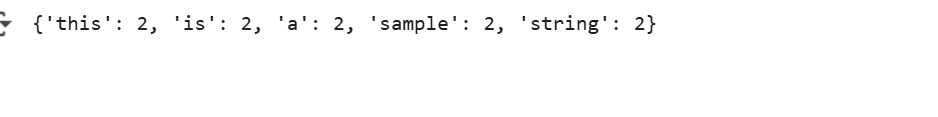 {'this': 2, 'is': 2, 'a': 2, 'sample': 2, 'string': 2}